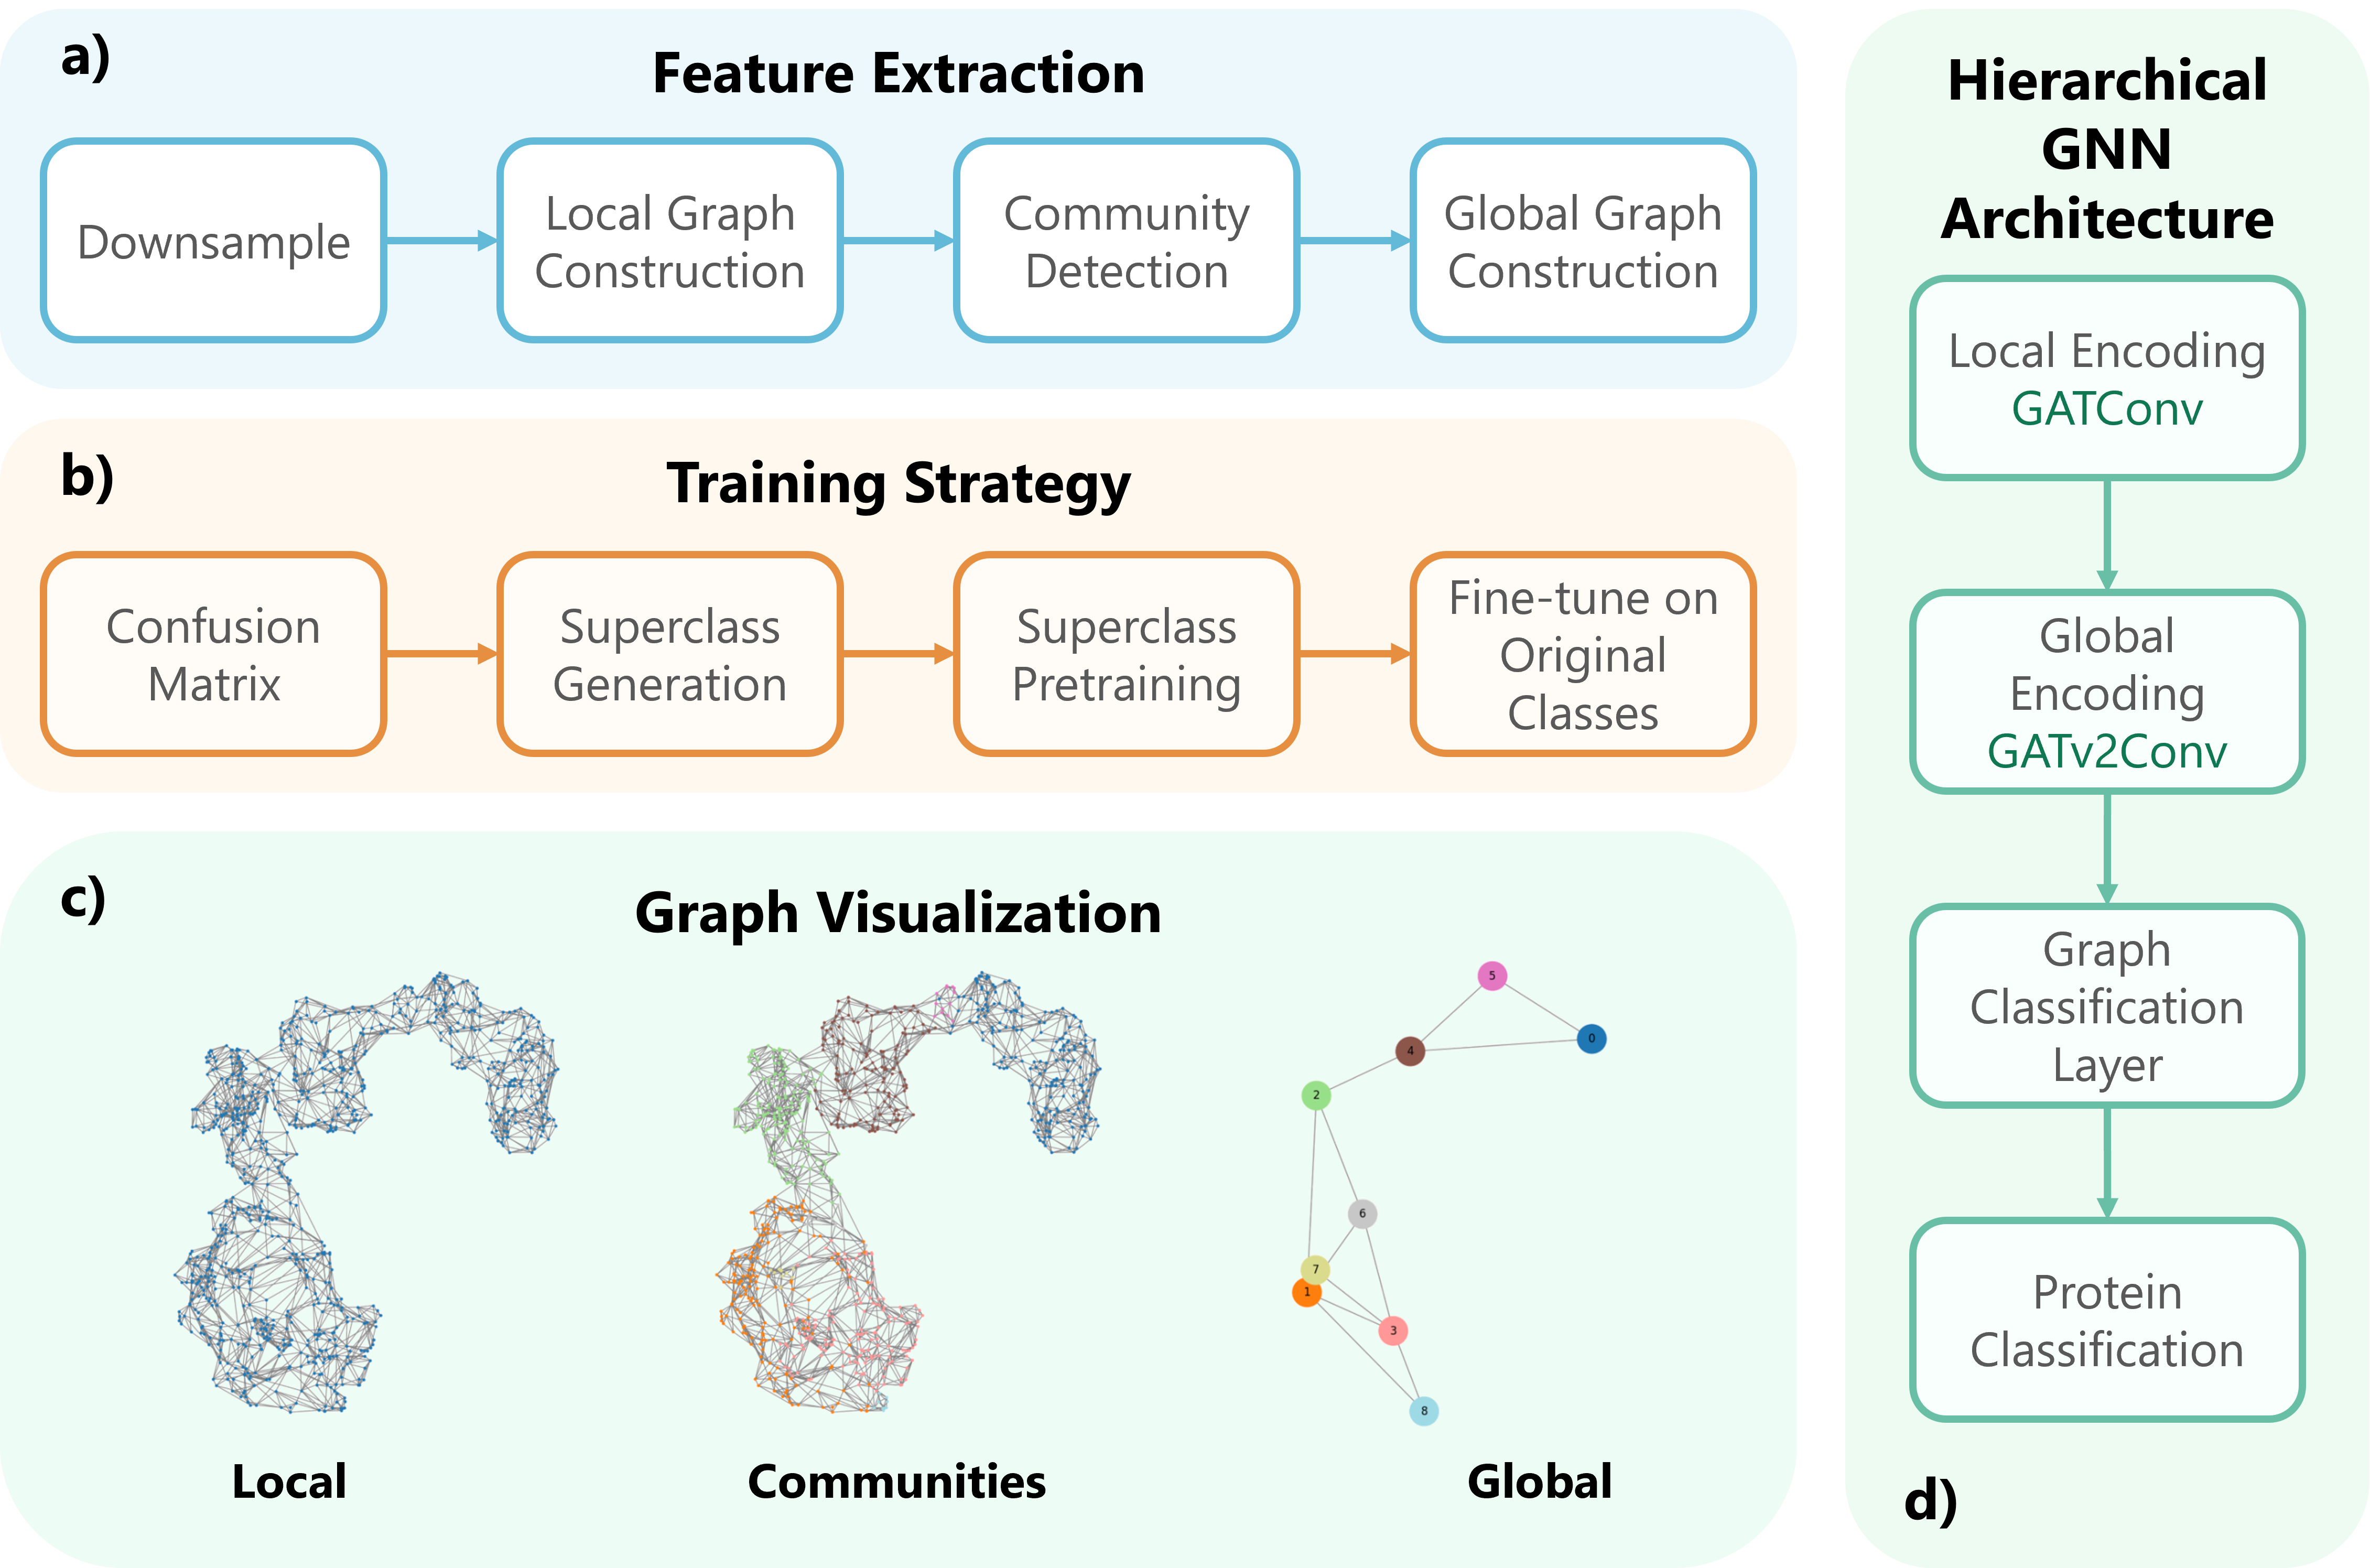 a)
Feature Extraction
Downsample
Local Graph
Construction
Community
Detection
Global Graph
Construction
b)
Training Strategy
Confusion
Matrix
Superclass
Generation
Superclass
Pretraining
Fine-tune on
Original
Classes
c)
Graph Visualization
Local
Communities
5
0
4
2
6
7
1
3
8
Global
Hierarchical
GNN
Architecture
Local Encoding
GATConv
Global
Encoding
GATv2Conv
Graph
Classification
Layer
Protein
Classification
d)